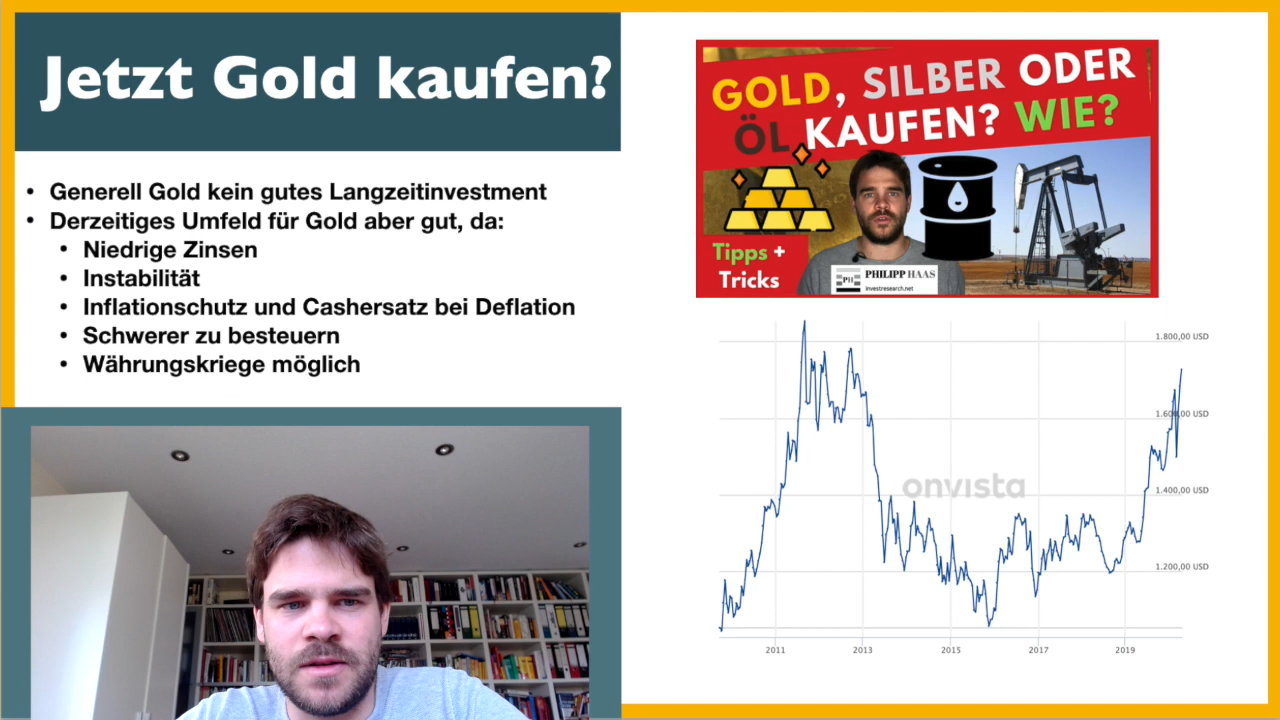 Jetzt Gold kaufen?
• Generell Gold kein gutes Langzeitinvestment
• Derzeitiges Umfeld für Gold aber gut, da:
• Niedrige Zinsen
• Instabilität
• Inflationschutz und Cashersatz bei Deflation
• Schwerer zu besteuern
• Währungskriege möglich
GOLD, SILBER ODER
ÖL KAUFEN? WIE?
Tipps +
Tricks
PH
PHILIPP HAAS
investresearch.net
1.800,00 USD
1.600,00 USD
onvista
1.400,00 USD
1.200,00 USD
2011 2013 2015 2017 2019